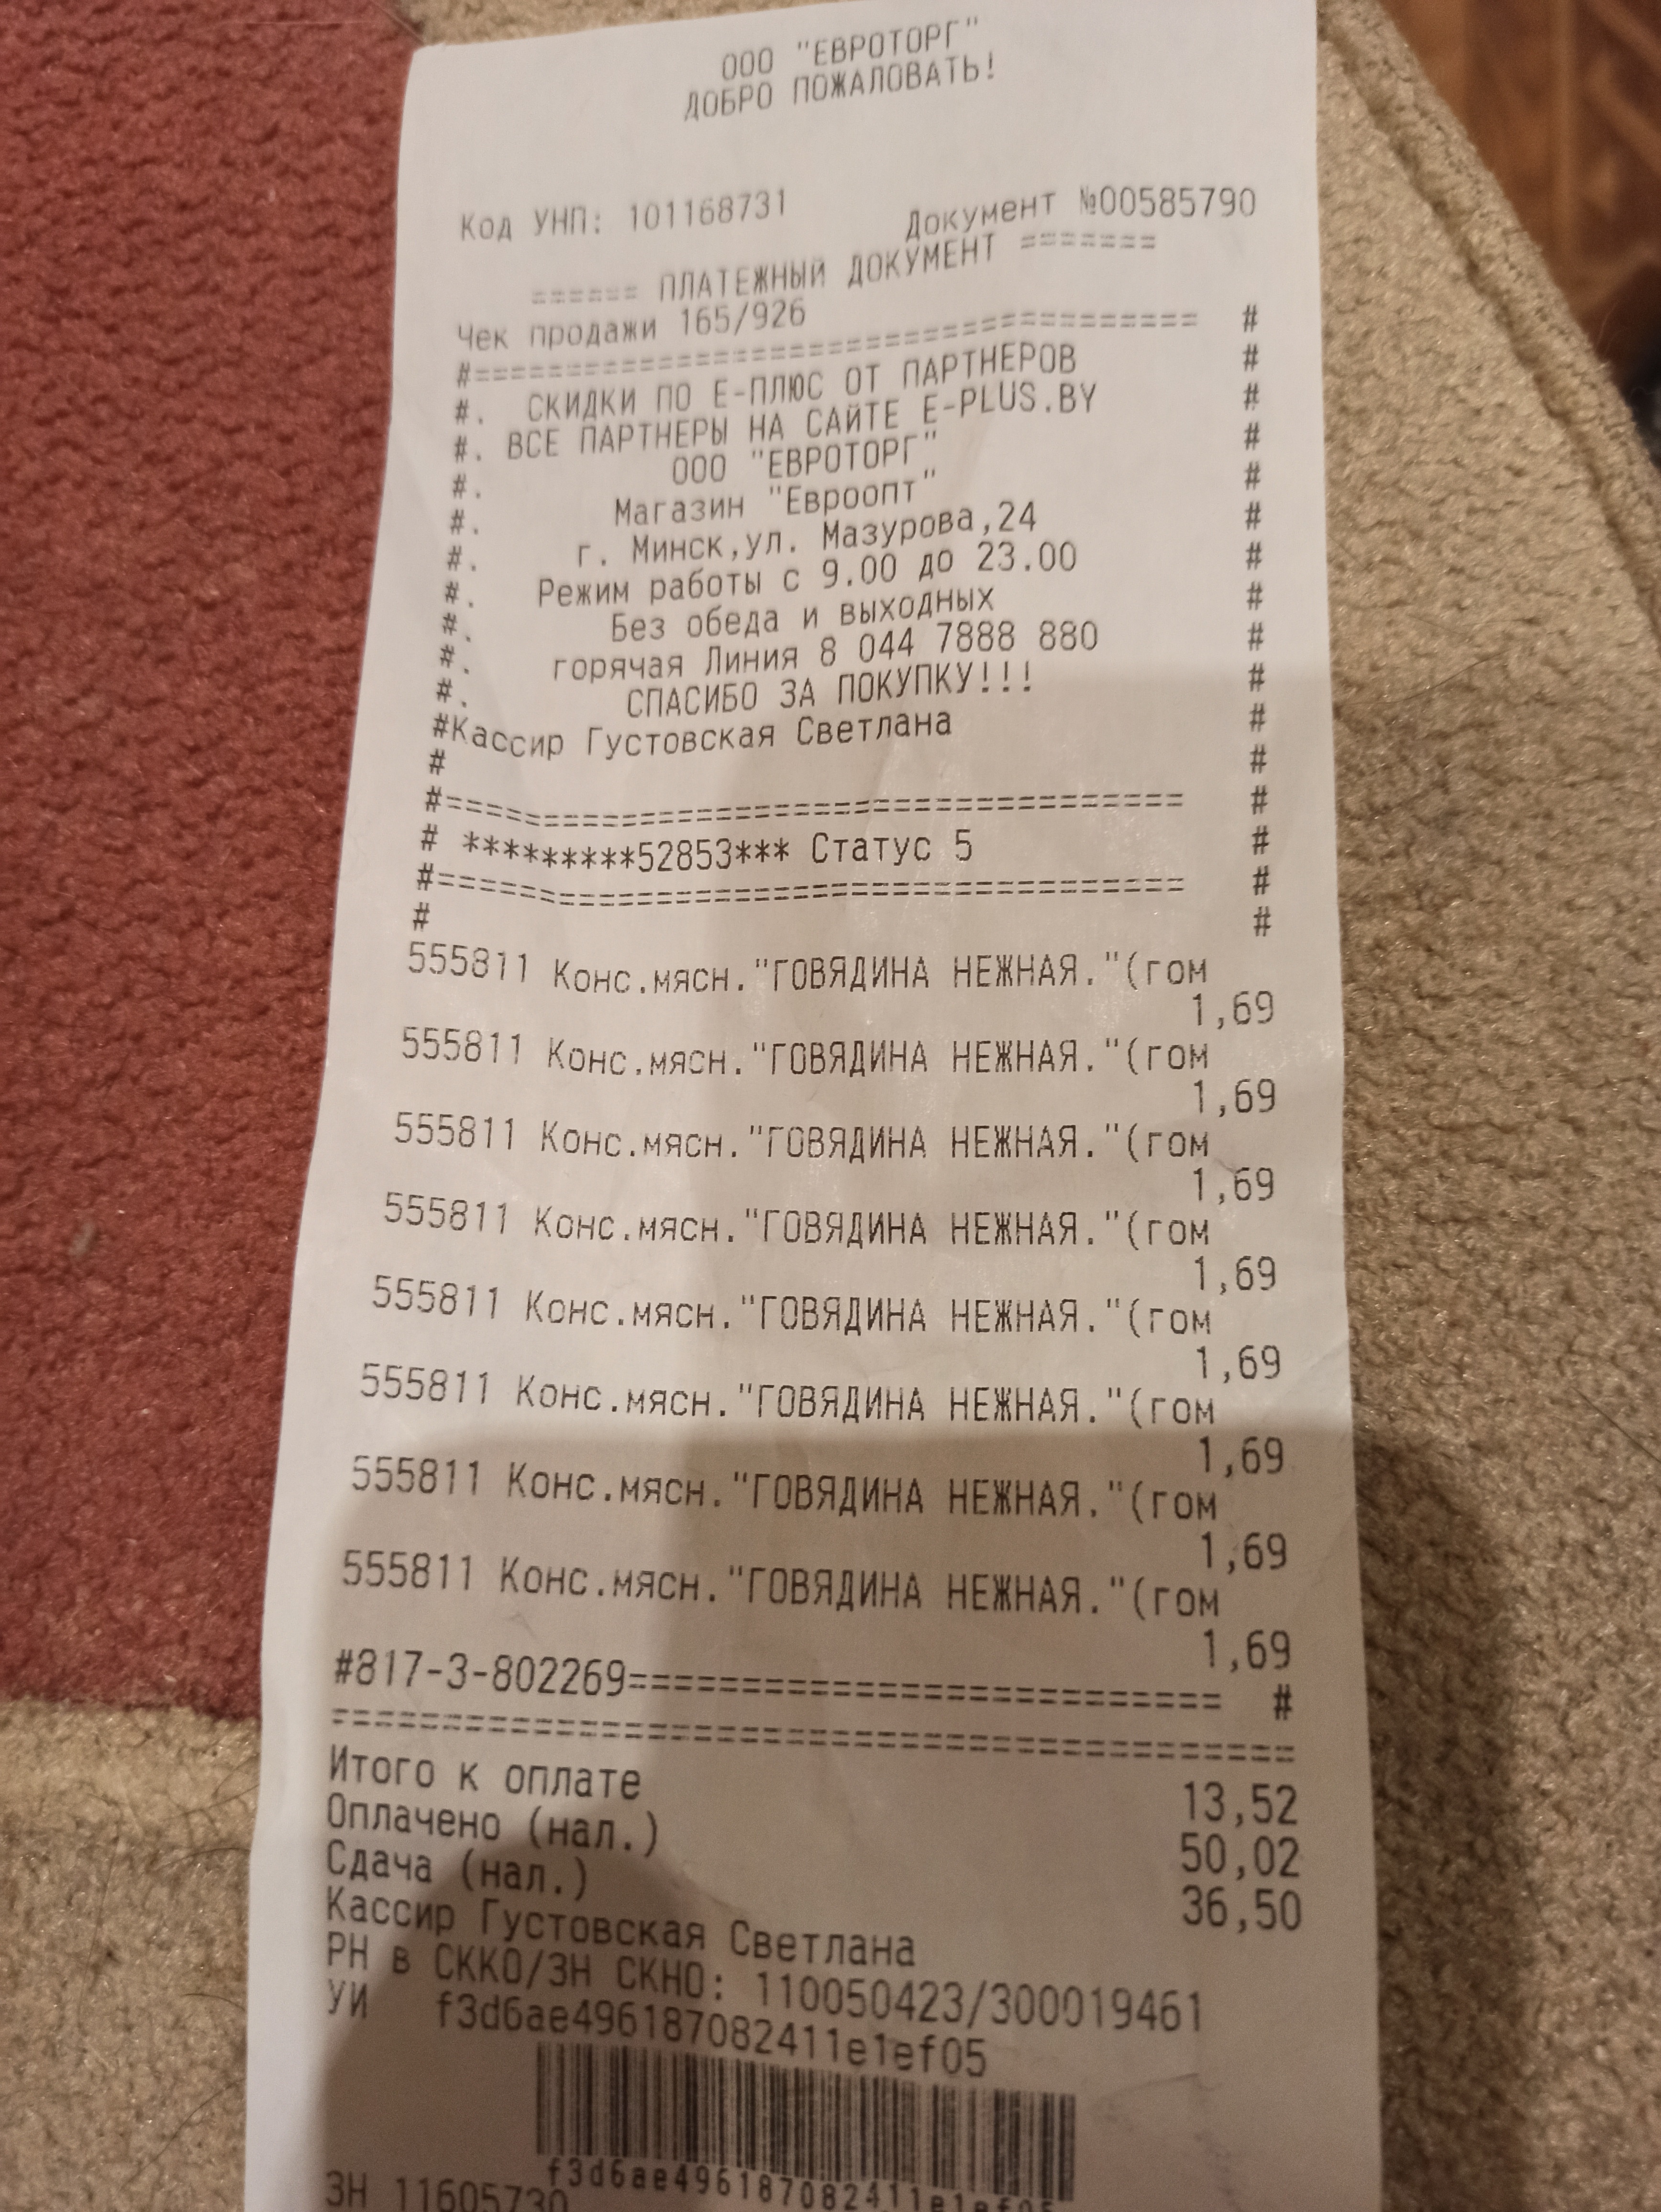 ООО "ЕВРОТОРГ"
ДОБРО ПОЖАЛОВАТЬ!
Код УНП: 101168731 Документ №00585790
====== ПЛАТЕЖНЫЙ ДОКУМЕНТ =======
Чек продажи 165/926
#================================== #
#. СКИДКИ ПО Е-ПЛЮС ОТ ПАРТНЕРОВ #
#. ВСЕ ПАРТНЕРЫ НА САЙТЕ E-PLUS.BY #
#. ООО "ЕВРОТОРГ" #
#. Магазин "Евроопт" #
#. г. Минск,ул. Мазурова,24 #
#. Режим работы с 9.00 до 23.00 #
#. Без обеда и выходных #
#. горячая Линия 8 044 7888 880 #
#. СПАСИБО ЗА ПОКУПКУ!!! #
#Кассир Густовская Светлана #
# #
#================================== #
# *********52853*** Статус 5 #
#================================== #
# #
555811 Конс.мясн."ГОВЯДИНА НЕЖНАЯ."(гом
1,69
555811 Конс.мясн."ГОВЯДИНА НЕЖНАЯ."(гом
1,69
555811 Конс.мясн."ГОВЯДИНА НЕЖНАЯ."(гом
1,69
555811 Конс.мясн."ГОВЯДИНА НЕЖНАЯ."(гом
1,69
555811 Конс.мясн."ГОВЯДИНА НЕЖНАЯ."(гом
1,69
555811 Конс.мясн."ГОВЯДИНА НЕЖНАЯ."(гом
1,69
555811 Конс.мясн."ГОВЯДИНА НЕЖНАЯ."(гом
1,69
555811 Конс.мясн."ГОВЯДИНА НЕЖНАЯ."(гом
1,69
#817-3-802269========================= #
========================================
Итого к оплате 13,52
Оплачено (нал.) 50,02
Сдача (нал.) 36,50
Кассир Густовская Светлана
РН в СККО/ЗН СКНО: 110050423/300019461
УИ f3d6ae496187082411e1ef05
f3d6ae496187082411e1ef05
ЗН 11605730